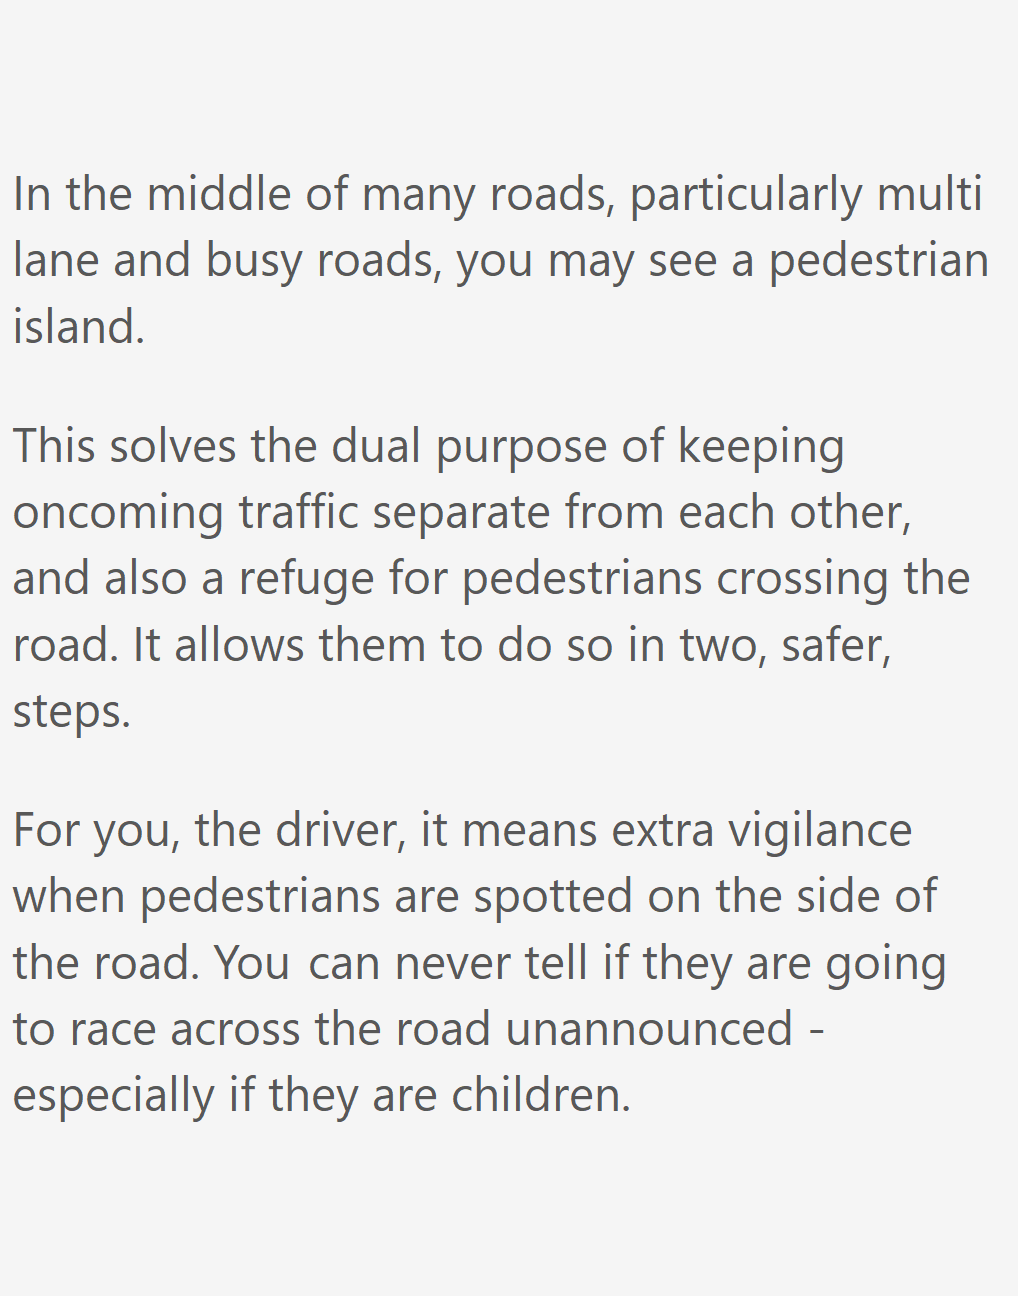 In the middle of many roads, particularly multi
lane and busy roads, you may see a pedestrian
island.
This solves the dual purpose of keeping
oncoming traffic separate from each other,
and also a refuge for pedestrians crossing the
road. It allows them to do so in two, safer,
steps.
For you, the driver, it means extra vigilance
when pedestrians are spotted on the side of
the road. You can never tell if they are going
to race across the road unannounced -
especially if they are children.